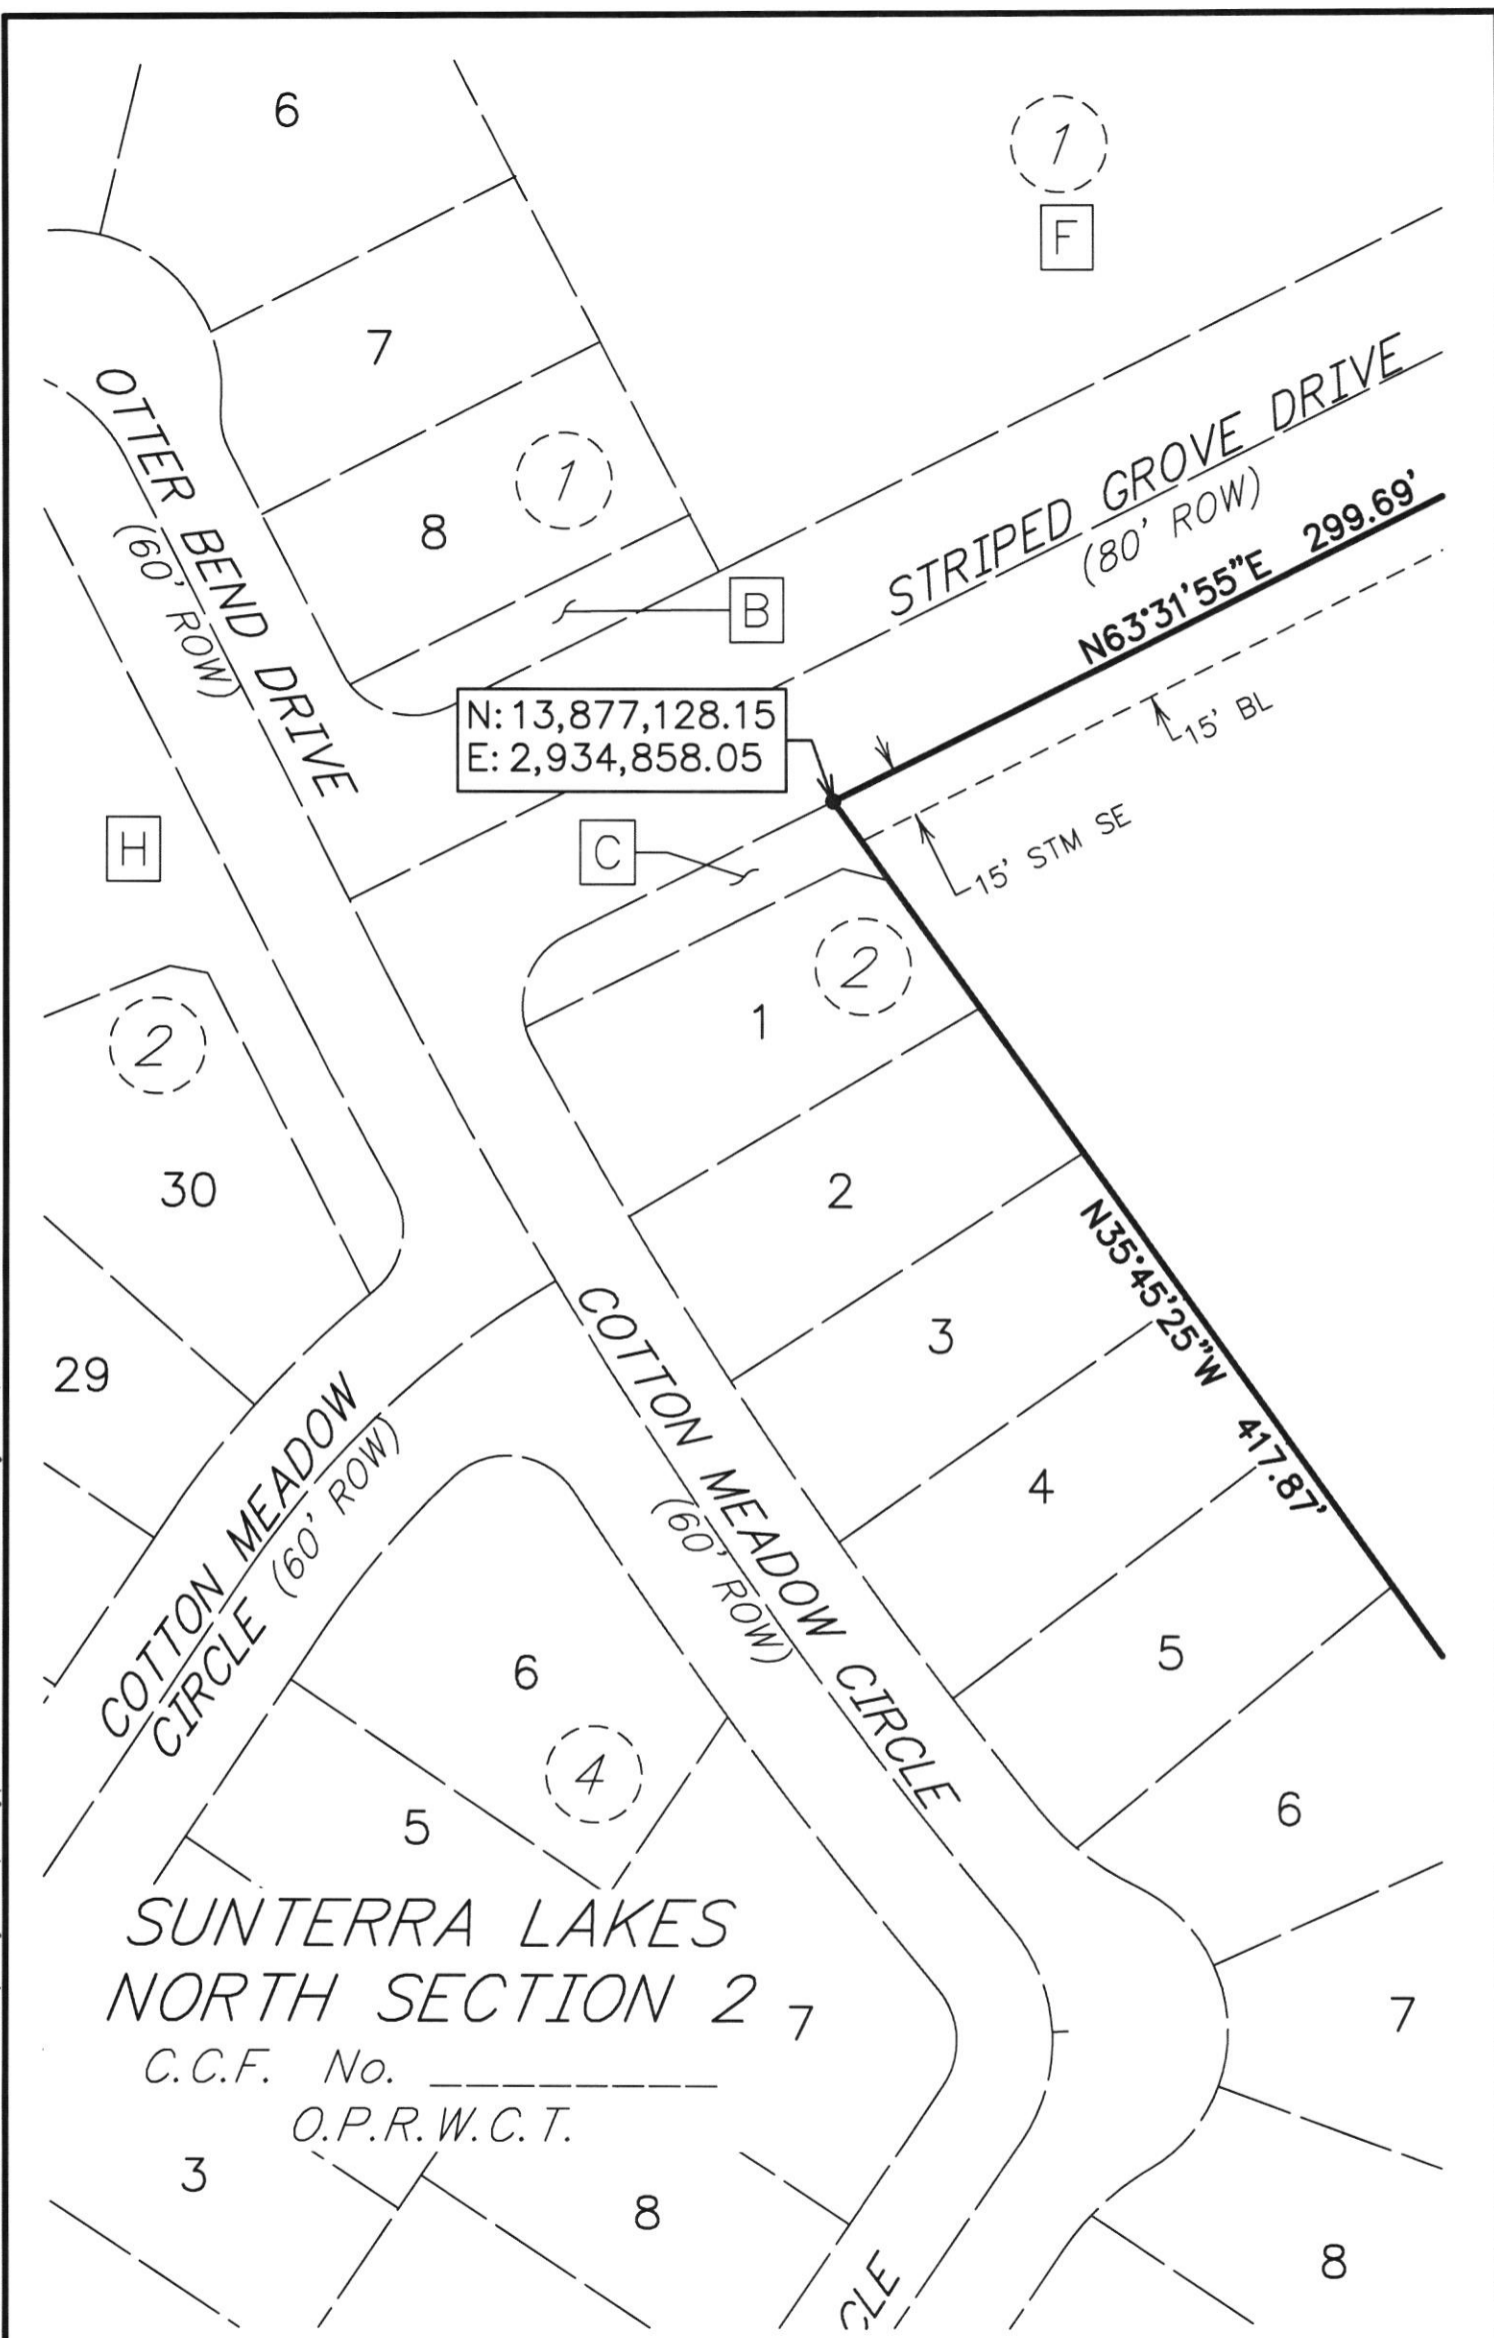 6
1
F
7
OTTER BEND DRIVE
(60' ROW)
8
1
STRIPED GROVE DRIVE
(80' ROW)
N63°31'55"E 299.69'
B
N: 13,877,128.15
E: 2,934,858.05
15' BL
H
C
15' STM SE
2
1
2
30
2
N35°45'25"W 417.87'
3
29
COTTON MEADOW CIRCLE
(60' ROW)
COTTON MEADOW
CIRCLE (60' ROW)
4
5
6
4
5
6
SUNTERRA LAKES
NORTH SECTION 2
7
7
C.C.F. No. ________
O.P.R.W.C.T.
3
8
8
CLE